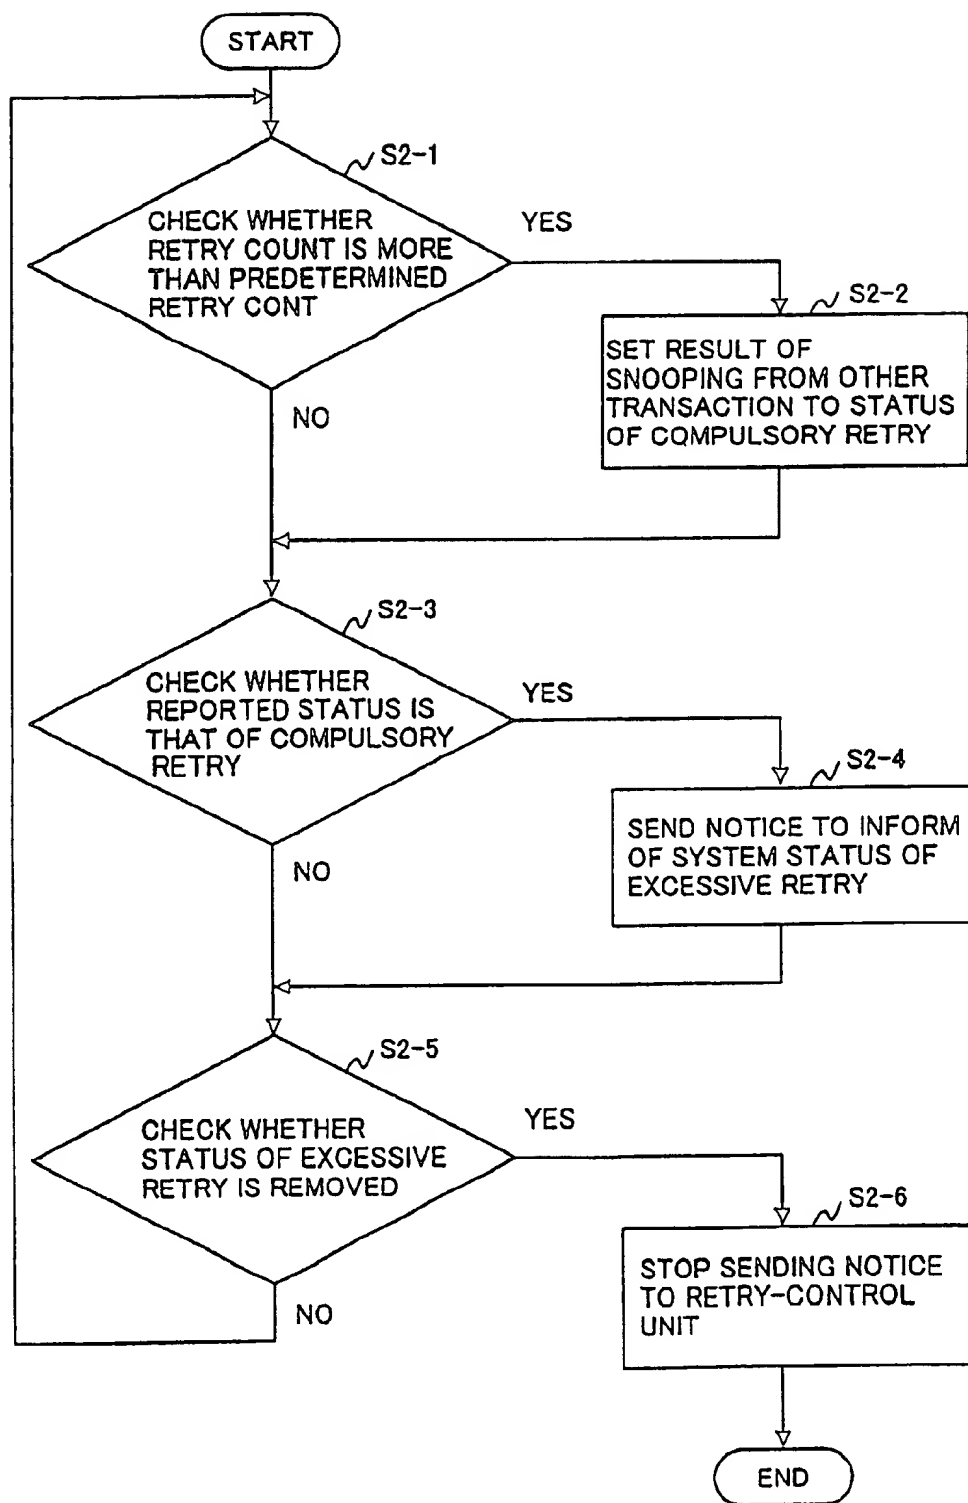 START
S2-1
CHECK WHETHER
RETRY COUNT IS MORE
THAN PREDETERMINED
RETRY CONT
YES
NO
S2-2
SET RESULT OF
SNOOPING FROM OTHER
TRANSACTION TO STATUS
OF COMPULSORY RETRY
S2-3
CHECK WHETHER
REPORTED STATUS IS
THAT OF COMPULSORY
RETRY
YES
NO
S2-4
SEND NOTICE TO INFORM
OF SYSTEM STATUS OF
EXCESSIVE RETRY
S2-5
CHECK WHETHER
STATUS OF EXCESSIVE
RETRY IS REMOVED
YES
NO
S2-6
STOP SENDING NOTICE
TO RETRY-CONTROL
UNIT
END